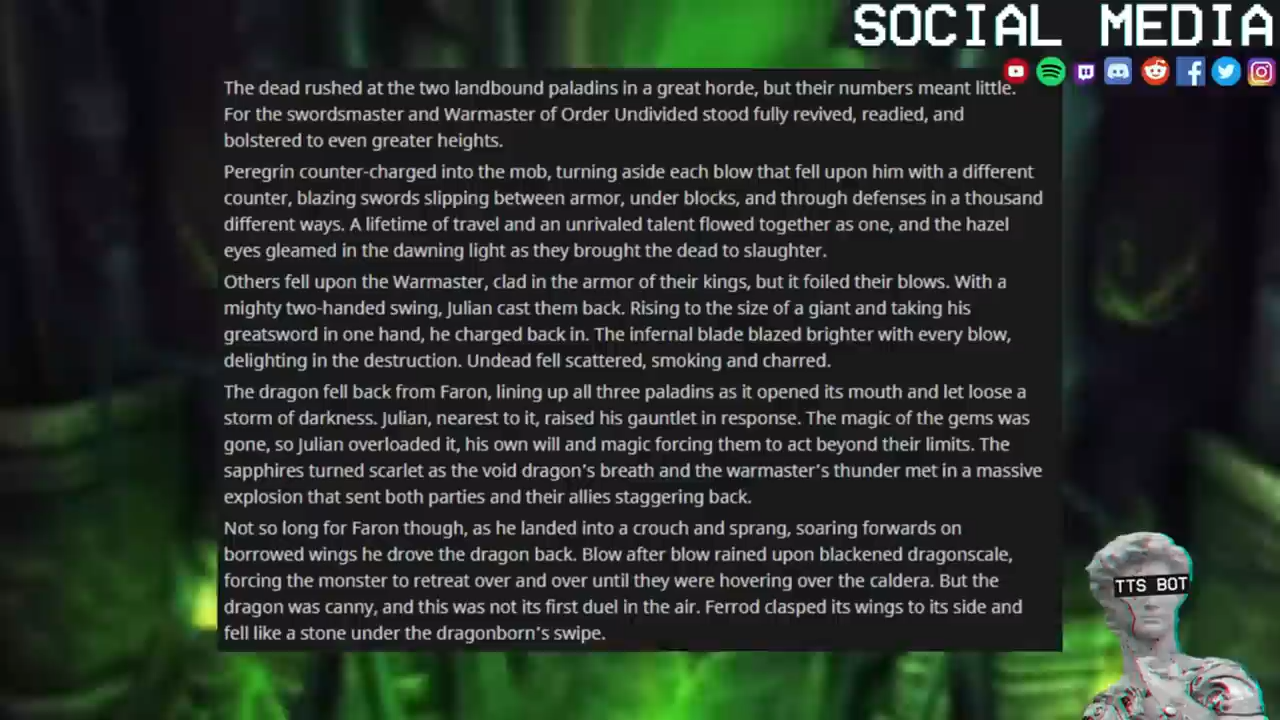 SOCIAL MEDIA
The dead rushed at the two landbound paladins in a great horde, but their numbers meant little.
For the swordsmaster and Warmaster of Order Undivided stood fully revived, readied, and
bolstered to even greater heights.
Peregrin counter-charged into the mob, turning aside each blow that fell upon him with a different
counter, blazing swords slipping between armor, under blocks, and through defenses in a thousand
different ways. A lifetime of travel and an unrivaled talent flowed together as one, and the hazel
eyes gleamed in the dawning light as they brought the dead to slaughter.
Others fell upon the Warmaster, clad in the armor of their kings, but it foiled their blows. With a
mighty two-handed swing, Julian cast them back. Rising to the size of a giant and taking his
greatsword in one hand, he charged back in. The infernal blade blazed brighter with every blow,
delighting in the destruction. Undead fell scattered, smoking and charred.
The dragon fell back from Faron, lining up all three paladins as it opened its mouth and let loose a
storm of darkness. Julian, nearest to it, raised his gauntlet in response. The magic of the gems was
gone, so Julian overloaded it, his own will and magic forcing them to act beyond their limits. The
sapphires turned scarlet as the void dragon's breath and the warmaster's thunder met in a massive
explosion that sent both parties and their allies staggering back.
Not so long for Faron though, as he landed into a crouch and sprang, soaring forwards on
borrowed wings he drove the dragon back. Blow after blow rained upon blackened dragonscale,
forcing the monster to retreat over and over until they were hovering over the caldera. But the
dragon was canny, and this was not its first duel in the air. Ferrod clasped its wings to its side and
fell like a stone under the dragonborn's swipe.
TTS BOT